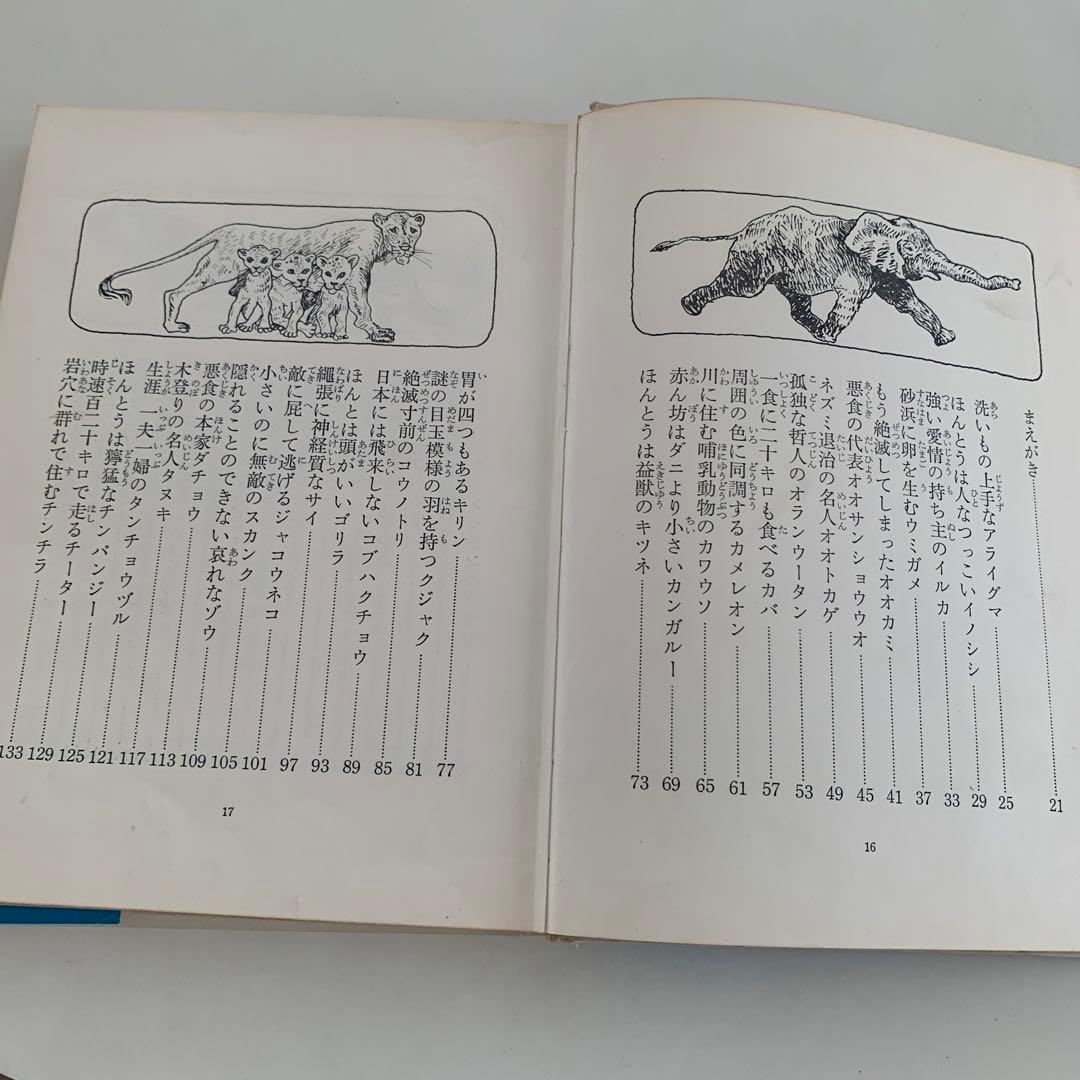 まえがき……21
洗いもの上手なアライグマ……25
ほんとうは人なつっこいイノシシ……29
強い愛情の持ち主のイルカ……33
砂浜に卵を生むウミガメ……37
もう絶滅してしまったオオカミ……41
悪食の代表オオサンショウウオ……45
ネズミ退治の名人オオトカゲ……49
孤独な哲人のオランウータン……53
一食に二十キロも食べるカバ……57
周囲の色に同調するカメレオン……61
川に住む哺乳動物のカワウソ……65
赤ん坊はダニより小さいカンガルー……69
ほんとうは益獣のキツネ……73
16
胃が四つもあるキリン……77
謎の目玉模様の羽を持つクジャク……81
絶滅寸前のコウノトリ……85
日本には飛来しないコブハクチョウ……89
ほんとは頭がいいゴリラ……93
縄張へ神経質なサイ……97
敵に屁して逃げるジャコウネコ……101
小さいのに無敵のスカンク……105
隠れることのできない哀れなゾウ……109
悪食の本家ダチョウ……113
木登りの名人タヌキ……117
生涯一夫一婦のタンチョウヅル……121
ほんとうは獰猛なチンパンジー……125
時速百二十キロで走るチーター……129
岩穴に群れで住むチンチラ……133
17